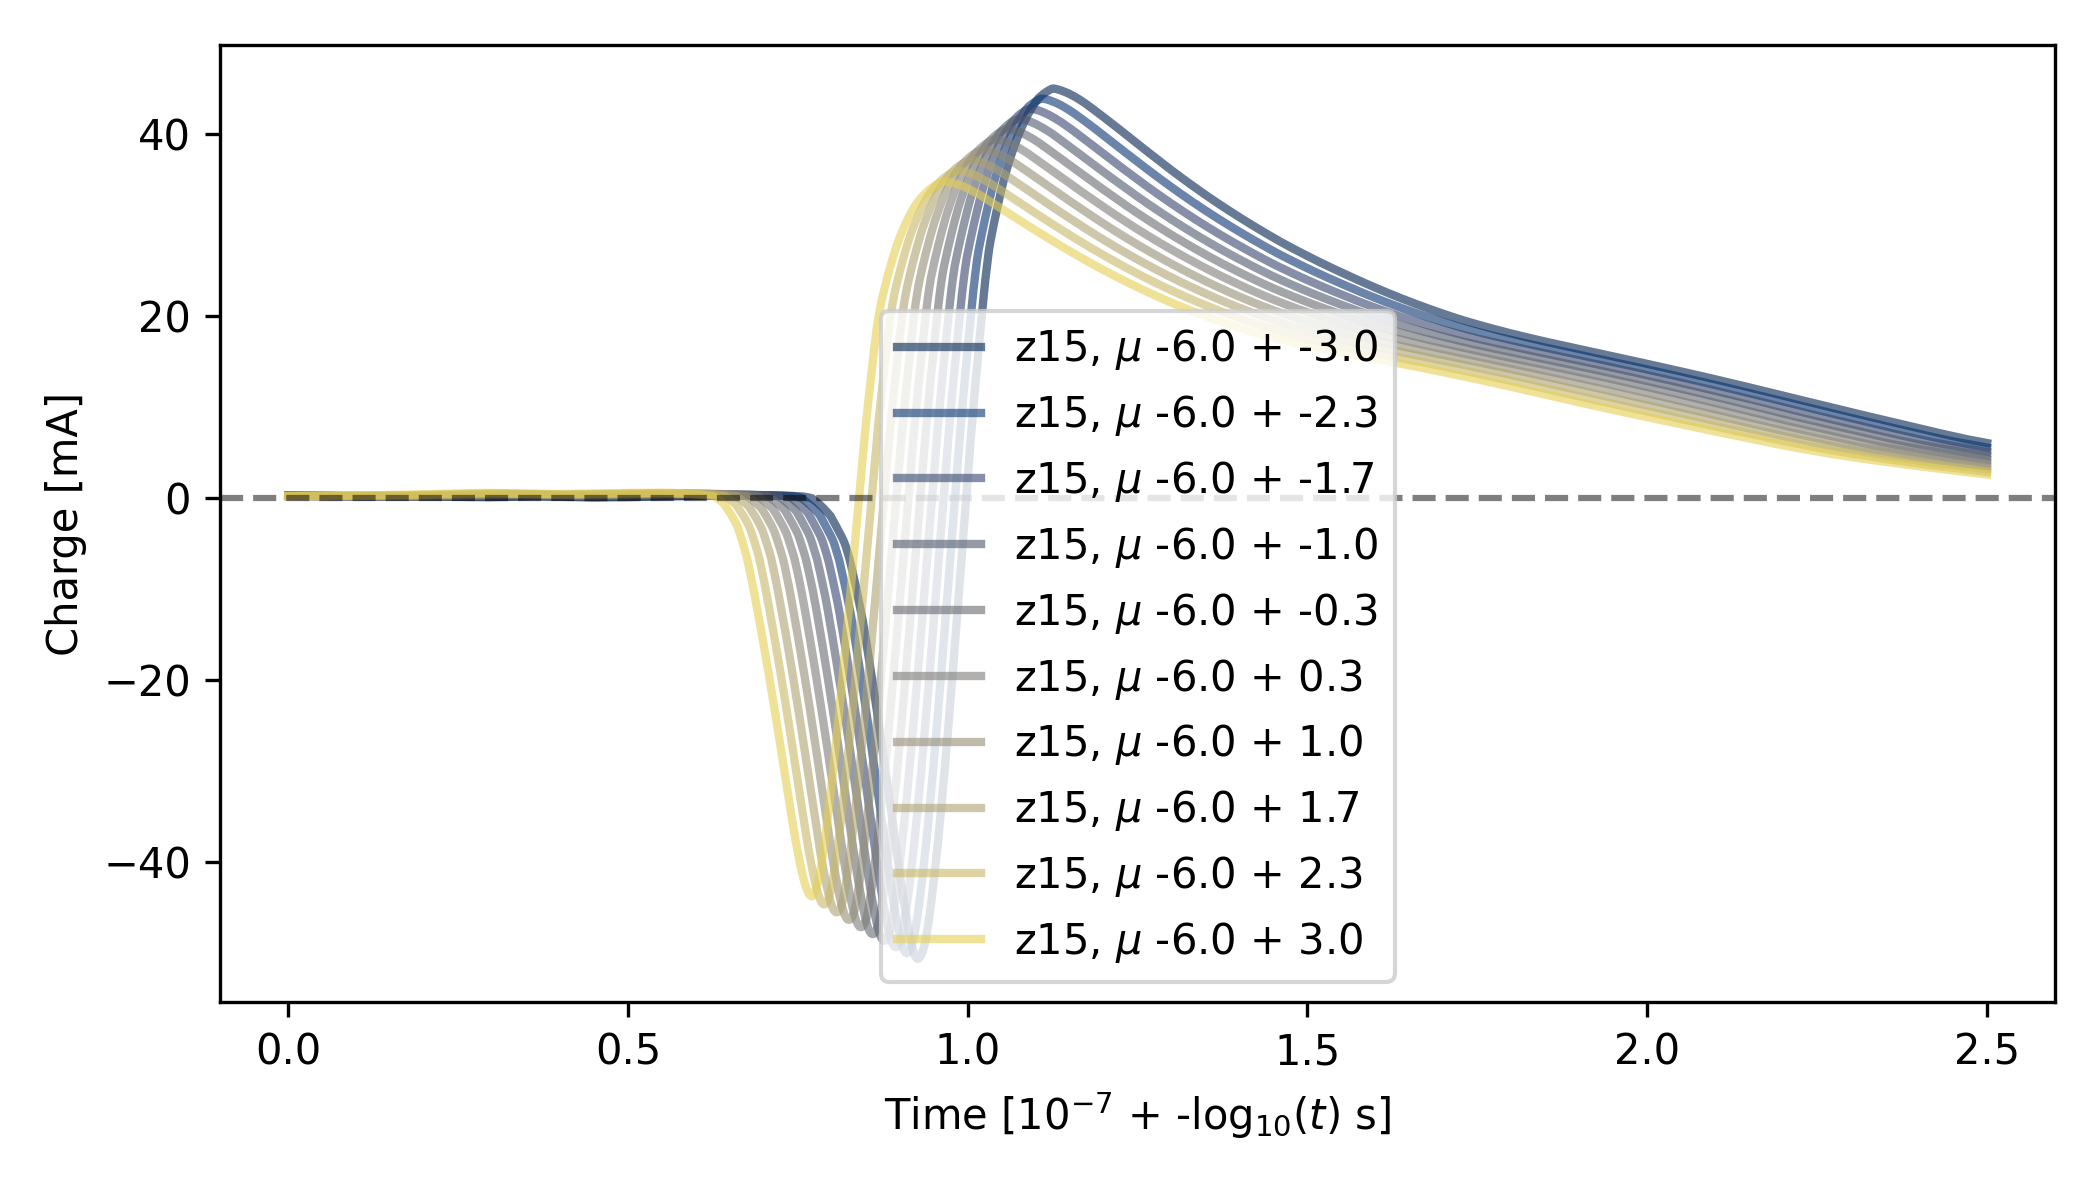 40
20
0
−20
−40
Charge [mA]
z15, μ -6.0 + -3.0
z15, μ -6.0 + -2.3
z15, μ -6.0 + -1.7
z15, μ -6.0 + -1.0
z15, μ -6.0 + -0.3
z15, μ -6.0 + 0.3
z15, μ -6.0 + 1.0
z15, μ -6.0 + 1.7
z15, μ -6.0 + 2.3
z15, μ -6.0 + 3.0
0.0 0.5 1.0 1.5 2.0 2.5
Time [10⁻⁷ + -log₁₀(t) s]